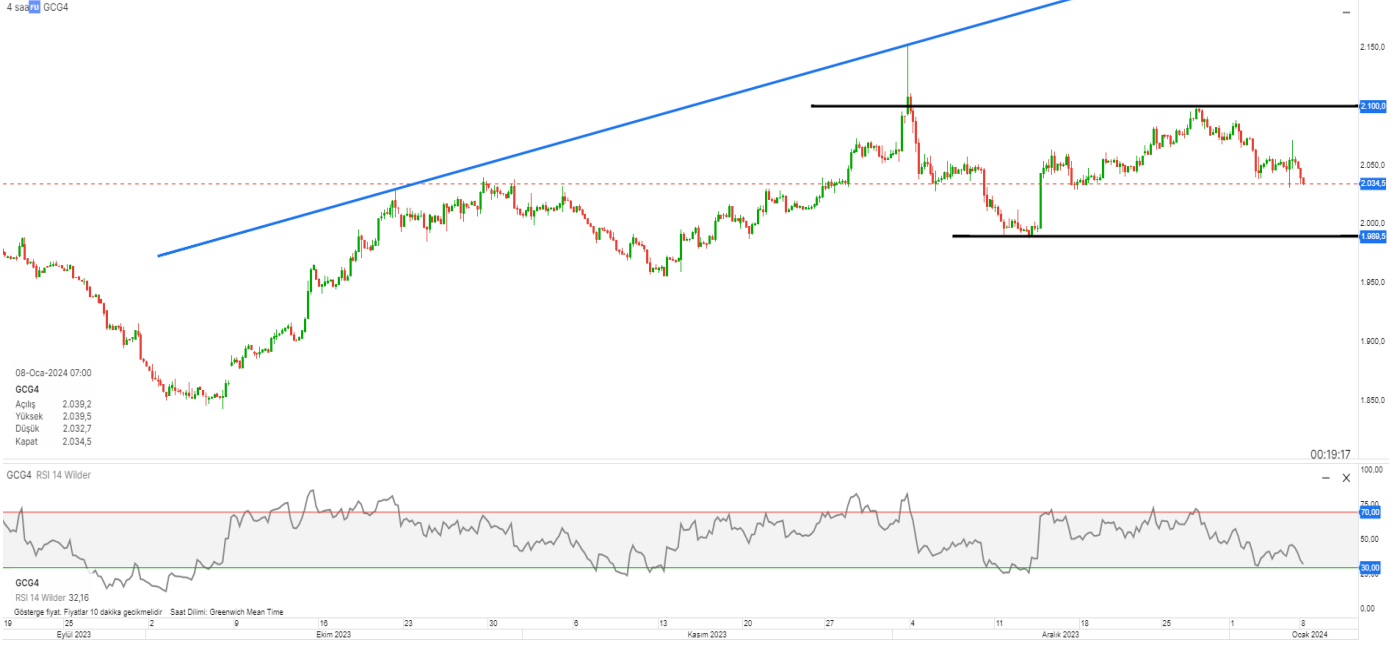 4 saa ru GCG4
2.150,0
2.100,0
2.050,0
2.034,5
2.000,0
1.989,5
1.950,0
1.900,0
1.850,0
08-Oca-2024 07:00
GCG4
Açılış 2.039,2
Yüksek 2.039,5
Düşük 2.032,7
Kapat 2.034,5
00:19:17
GCG4 RSI 14 Wilder
100,00
75,00
70,00
50,00
30,00
25,00
0,00
GCG4
RSI 14 Wilder 32,16
Gösterge fiyat. Fiyatlar 10 dakika gecikmelidir Saat Dilimi: Greenwich Mean Time
19 25 2 9 16 23 30 6 13 20 27 4 11 18 25 1 8
Eylül 2023 Ekim 2023 Kasım 2023 Aralık 2023 Ocak 2024